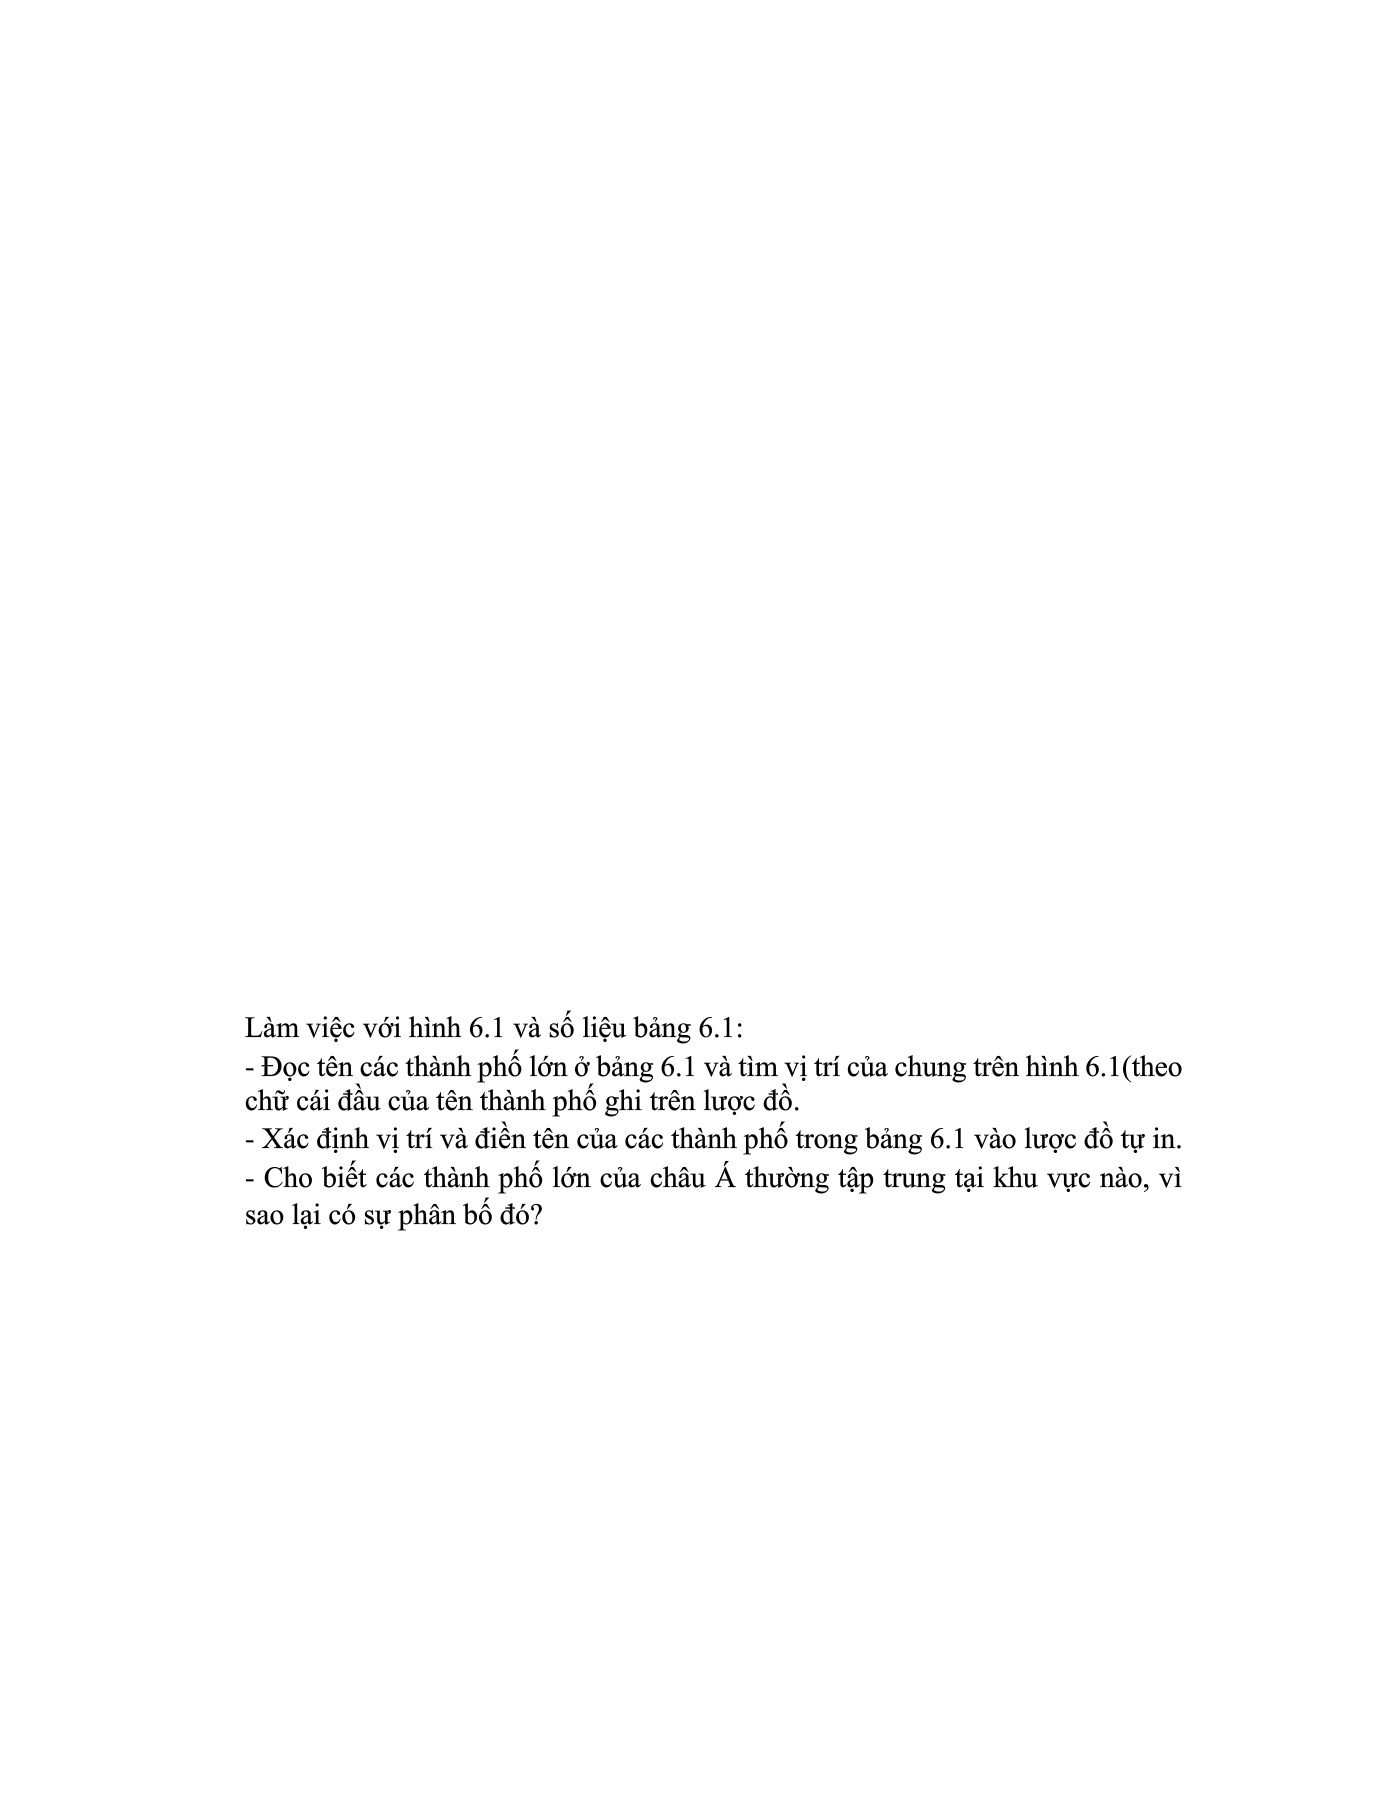 Làm việc với hình 6.1 và số liệu bảng 6.1:
- Đọc tên các thành phố lớn ở bảng 6.1 và tìm vị trí của chung trên hình 6.1(theo
chữ cái đầu của tên thành phố ghi trên lược đồ.
- Xác định vị trí và điền tên của các thành phố trong bảng 6.1 vào lược đồ tự in.
- Cho biết các thành phố lớn của châu Á thường tập trung tại khu vực nào, vì
sao lại có sự phân bố đó?